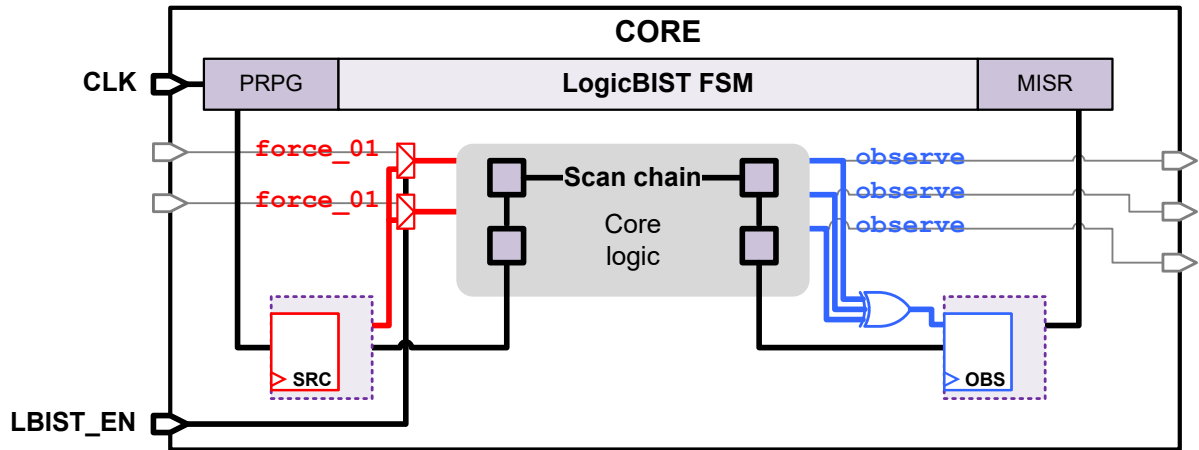 CORE
CLK
PRPG
LogicBIST FSM
MISR
force_01
observe
Scan chain
force_01
observe
Core
logic
observe
SRC
OBS
LBIST_EN